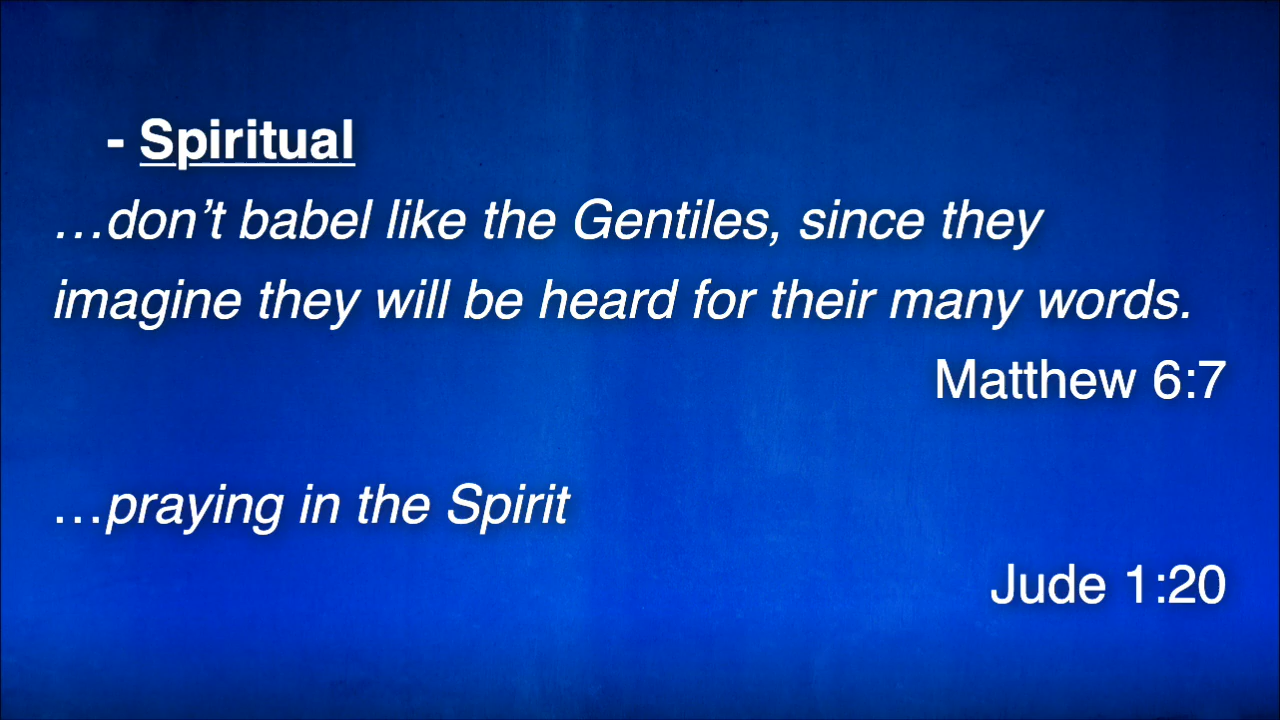 - Spiritual
…don’t babel like the Gentiles, since they
imagine they will be heard for their many words.
Matthew 6:7
…praying in the Spirit
Jude 1:20